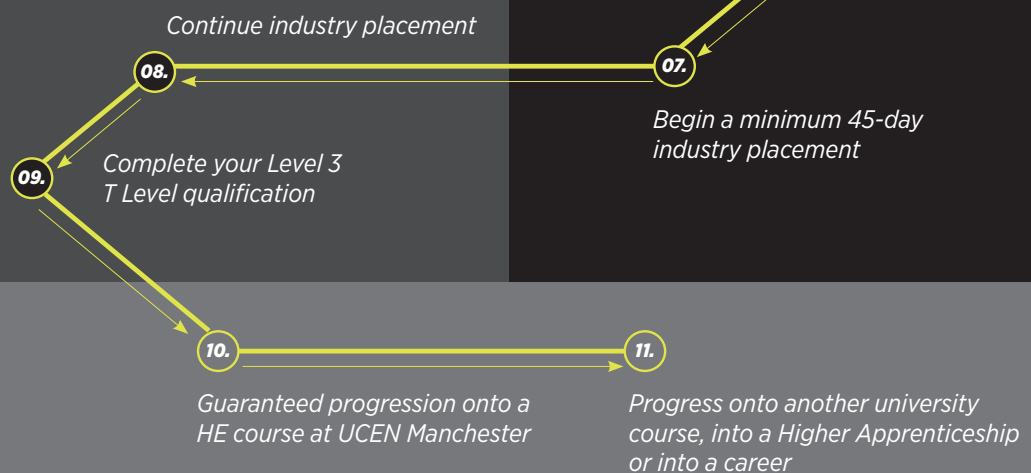 Continue industry placement
08.
07.
Begin a minimum 45-day
industry placement
09.
Complete your Level 3
T Level qualification
10.
Guaranteed progression onto a
HE course at UCEN Manchester
11.
Progress onto another university
course, into a Higher Apprenticeship
or into a career